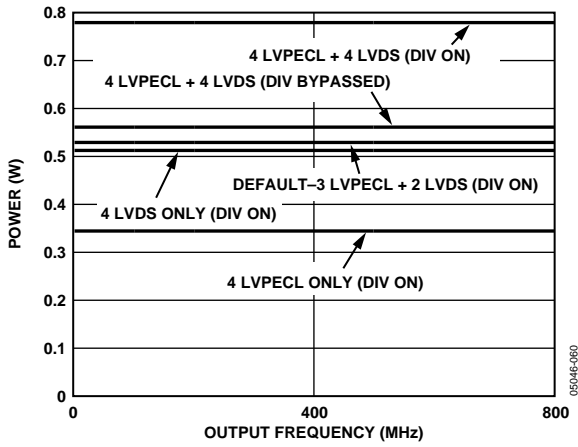 0.8
4 LVPECL + 4 LVDS (DIV ON)
0.7
4 LVPECL + 4 LVDS (DIV BYPASSED)
0.6
0.5
DEFAULT–3 LVPECL + 2 LVDS (DIV ON)
4 LVDS ONLY (DIV ON)
0.4
POWER (W)
0.3
4 LVPECL ONLY (DIV ON)
0.2
0.1
0
0
400
800
OUTPUT FREQUENCY (MHz)
05046-060